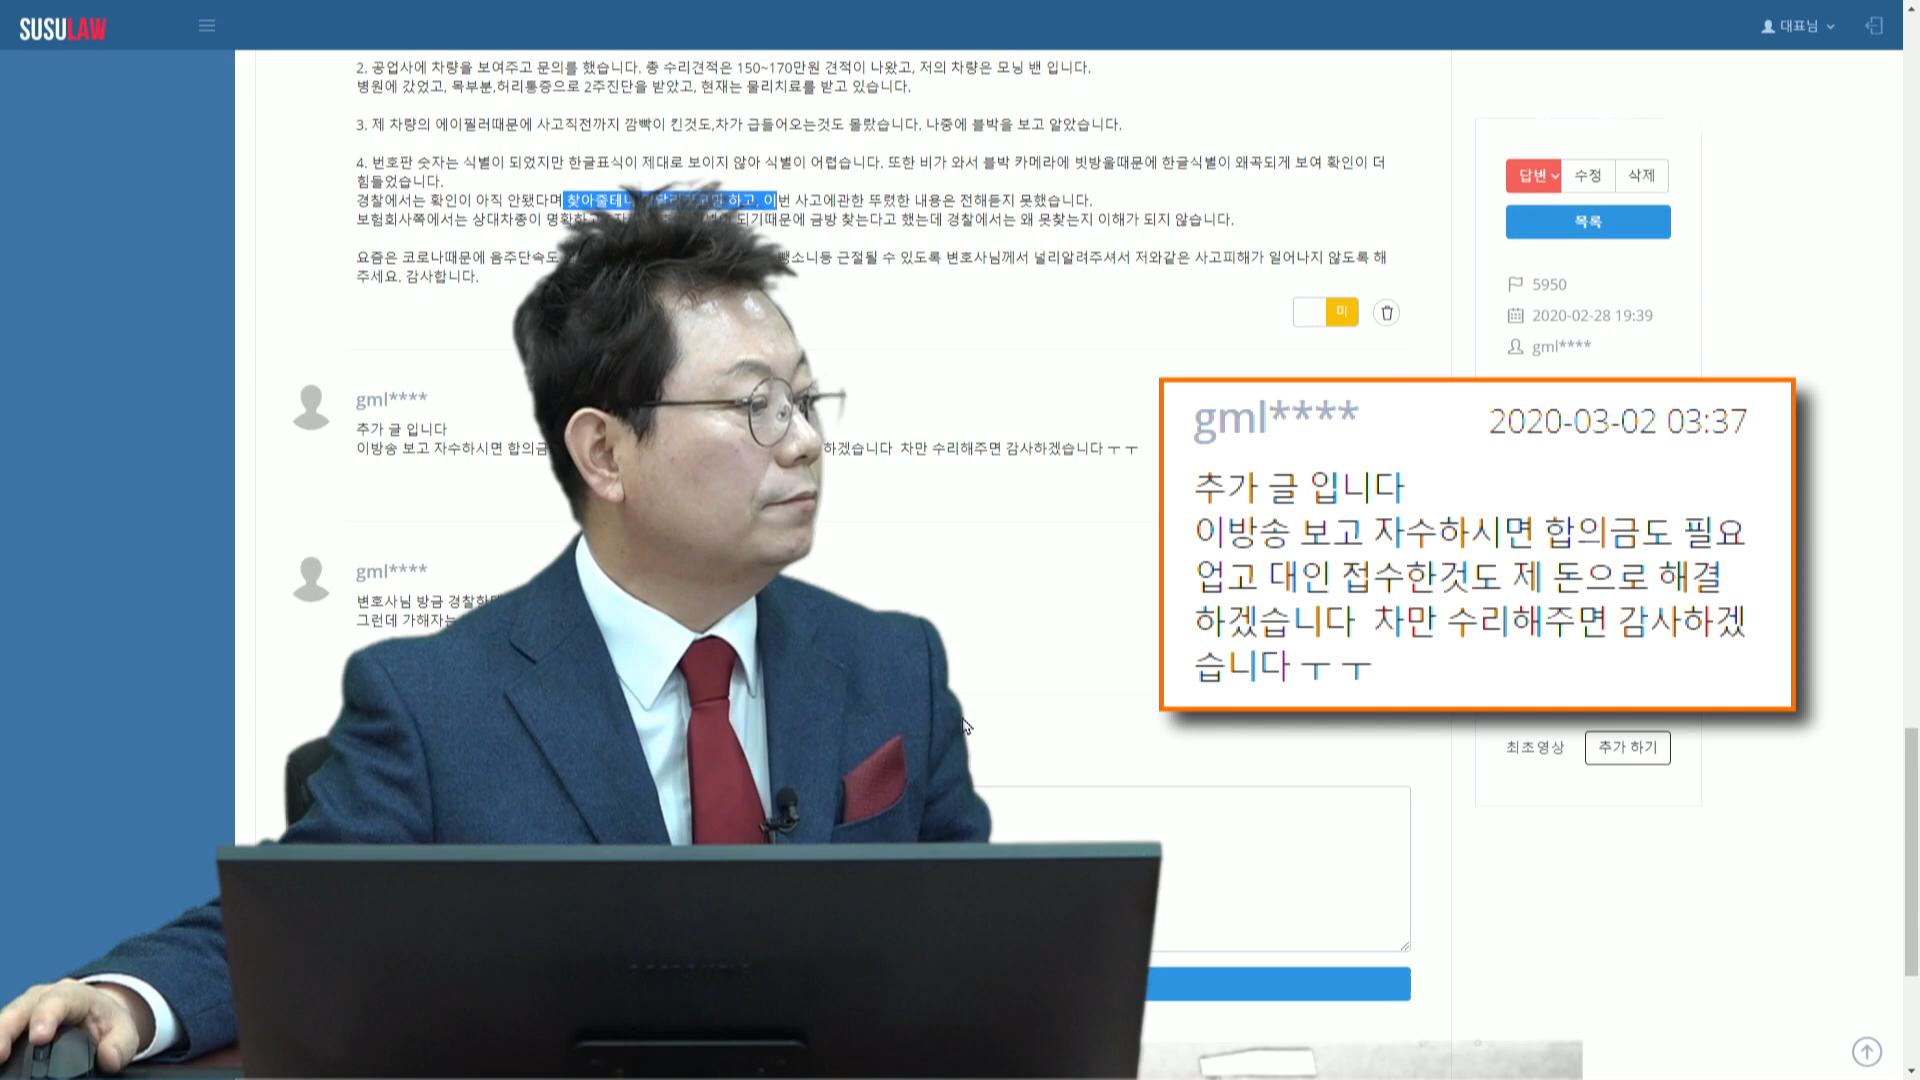 SUSULAW
대표님
2. 공업사에 차량을 보여주고 문의를 했습니다. 총 수리견적은 150~170만원 견적이 나왔고, 저의 차량은 모닝 밴 입니다.
병원에 갔었고, 목부분,허리통증으로 2주진단을 받았고, 현재는 물리치료를 받고 있습니다.
3. 제 차량의 에이필러때문에 사고직전까지 깜빡이 킨것도,차가 급들어오는것도 몰랐습니다. 나중에 블박을 보고 알았습니다.
4. 번호판 숫자는 식별이 되었지만 한글표식이 제대로 보이지 않아 식별이 어렵습니다. 또한 비가 와서 블박 카메라에 빗방울때문에 한글식별이 왜곡되게 보여 확인이 더
힘들었습니다.
경찰에서는 확인이 아직 안됐다면 찾아줄테니 하고, 이번 사고에관한 뚜렸한 내용은 전해듣지 못했습니다.
보험회사쪽에서는 상대차종이 명확하고 되기때문에 금방 찾는다고 했는데 경찰에서는 왜 못찾는지 이해가 되지 않습니다.
요즘은 코로나때문에 음주단속도 뺑소니등 근절될 수 있도록 변호사님께서 널리알려주셔서 저와같은 사고피해가 일어나지 않도록 해
주세요. 감사합니다.
미
답변 수정 삭제
목록
5950
2020-02-28 19:39
gml****
gml****
추가 글 입니다
이방송 보고 자수하시면 합의금 하겠습니다 차만 수리해주면 감사하겠습니다 ㅜ ㅜ
gml**** 2020-03-02 03:37
추가 글 입니다
이방송 보고 자수하시면 합의금도 필요
업고 대인 접수한것도 제 돈으로 해결
하겠습니다 차만 수리해주면 감사하겠
습니다 ㅜ ㅜ
gml****
변호사님 방금 경찰한
그런데 가해자는
최초영상 추가 하기